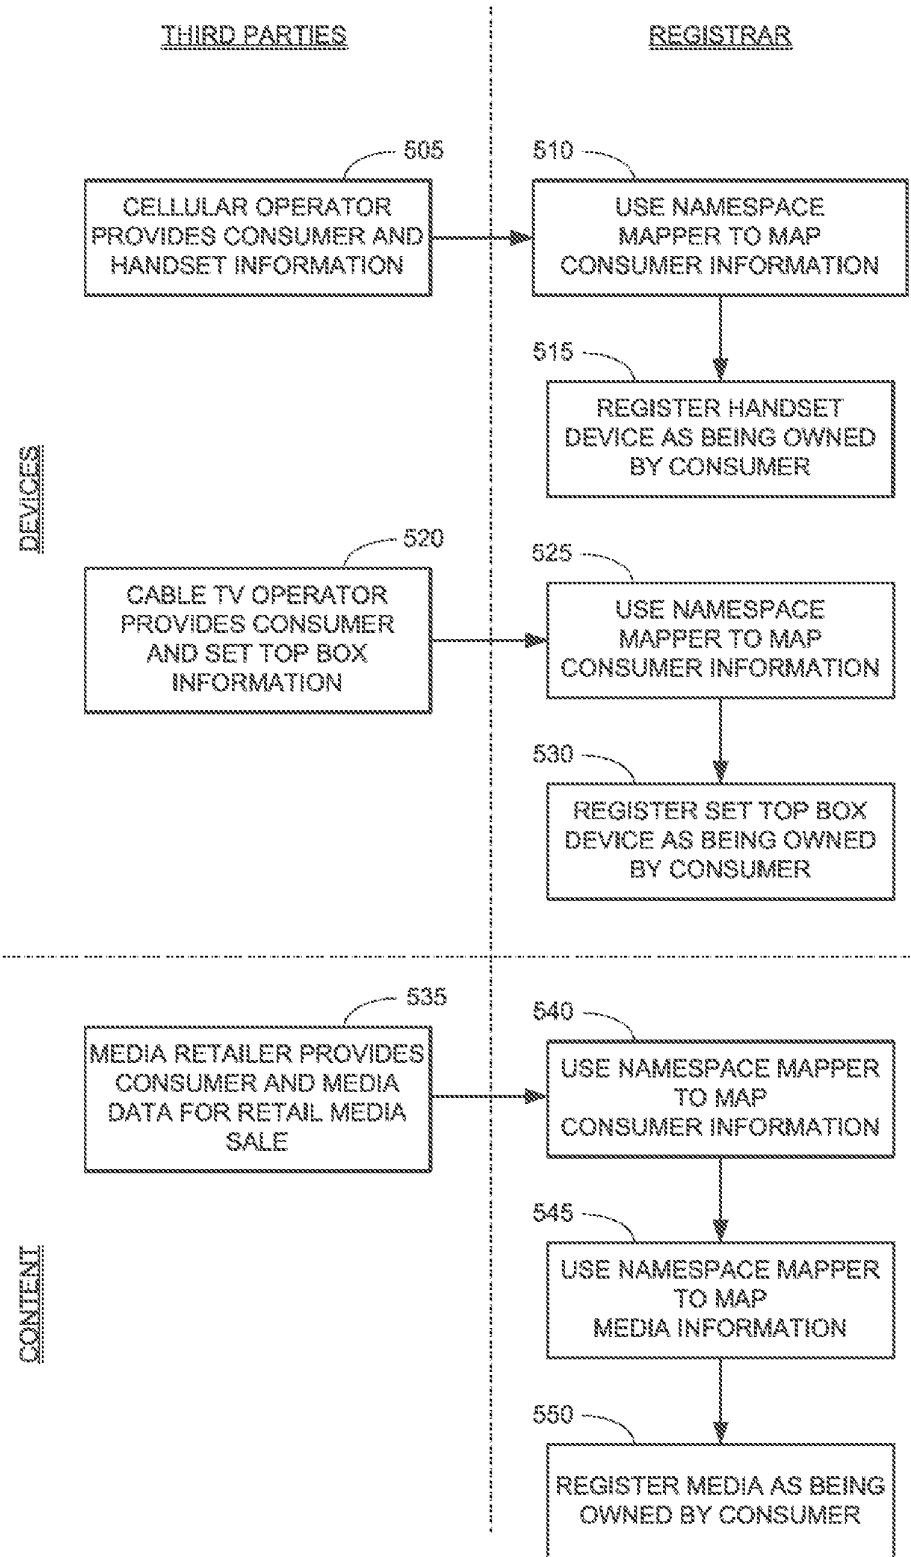 THIRD PARTIES
REGISTRAR
505
CELLULAR OPERATOR
PROVIDES CONSUMER AND
HANDSET INFORMATION
510
USE NAMESPACE
MAPPER TO MAP
CONSUMER INFORMATION
515
REGISTER HANDSET
DEVICE AS BEING OWNED
BY CONSUMER
DEVICES
520
CABLE TV OPERATOR
PROVIDES CONSUMER
AND SET TOP BOX
INFORMATION
525
USE NAMESPACE
MAPPER TO MAP
CONSUMER INFORMATION
530
REGISTER SET TOP BOX
DEVICE AS BEING OWNED
BY CONSUMER
535
MEDIA RETAILER PROVIDES
CONSUMER AND MEDIA
DATA FOR RETAIL MEDIA
SALE
540
USE NAMESPACE MAPPER
TO MAP
CONSUMER INFORMATION
545
USE NAMESPACE MAPPER
TO MAP
MEDIA INFORMATION
CONTENT
550
REGISTER MEDIA AS BEING
OWNED BY CONSUMER